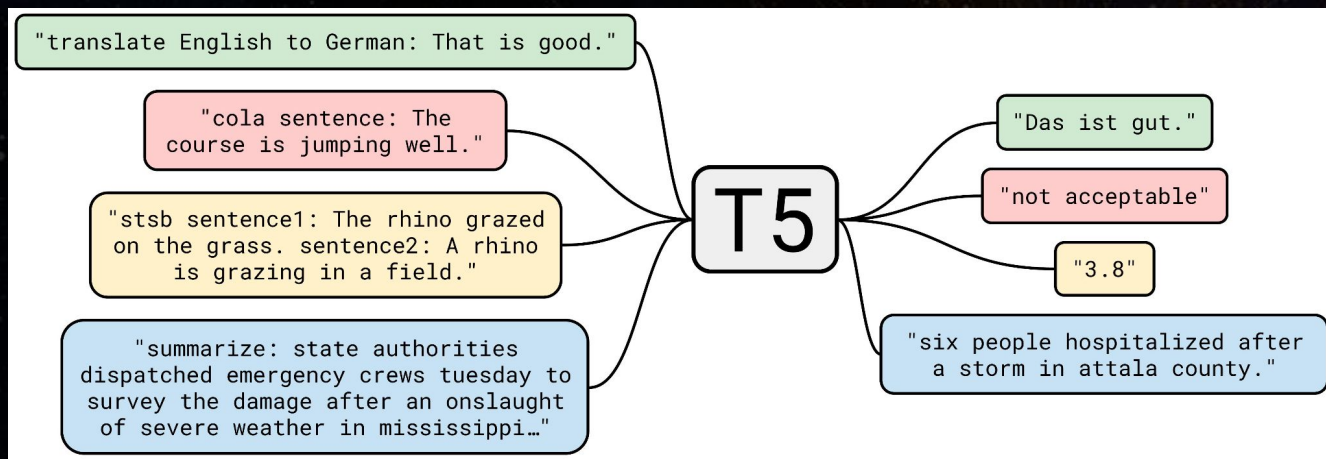 "translate English to German: That is good."
"cola sentence: The
course is jumping well."
"stsb sentence1: The rhino grazed
on the grass. sentence2: A rhino
is grazing in a field."
"summarize: state authorities
dispatched emergency crews tuesday to
survey the damage after an onslaught
of severe weather in mississippi…"
T5
"Das ist gut."
"not acceptable"
"3.8"
"six people hospitalized after
a storm in attala county."